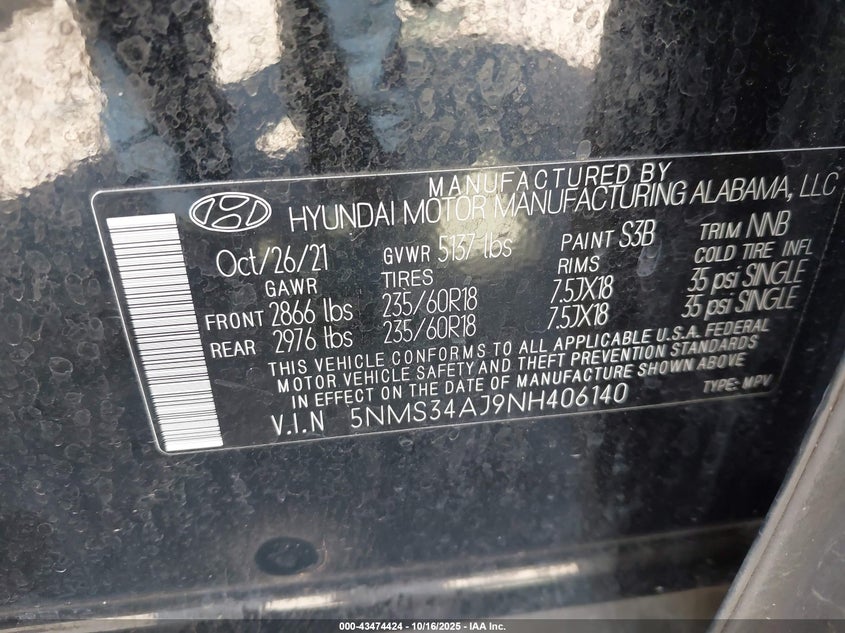 MANUFACTURED BY
HYUNDAI MOTOR MANUFACTURING ALABAMA, LLC
Oct/26/21 GVWR 5137 lbs PAINT S3B TRIM NNB
GAWR TIRES RIMS COLD TIRE INFL
FRONT 2866 lbs 235/60R18 7.5JX18 35 psi SINGLE
REAR 2976 lbs 235/60R18 7.5JX18 35 psi SINGLE
THIS VEHICLE CONFORMS TO ALL APPLICABLE U.S.A. FEDERAL
MOTOR VEHICLE SAFETY AND THEFT PREVENTION STANDARDS
IN EFFECT ON THE DATE OF MANUFACTURE SHOWN ABOVE
V.I.N 5NMS34AJ9NH406140 TYPE: MPV
000-43474424 - 10/16/2025 - IAA Inc.